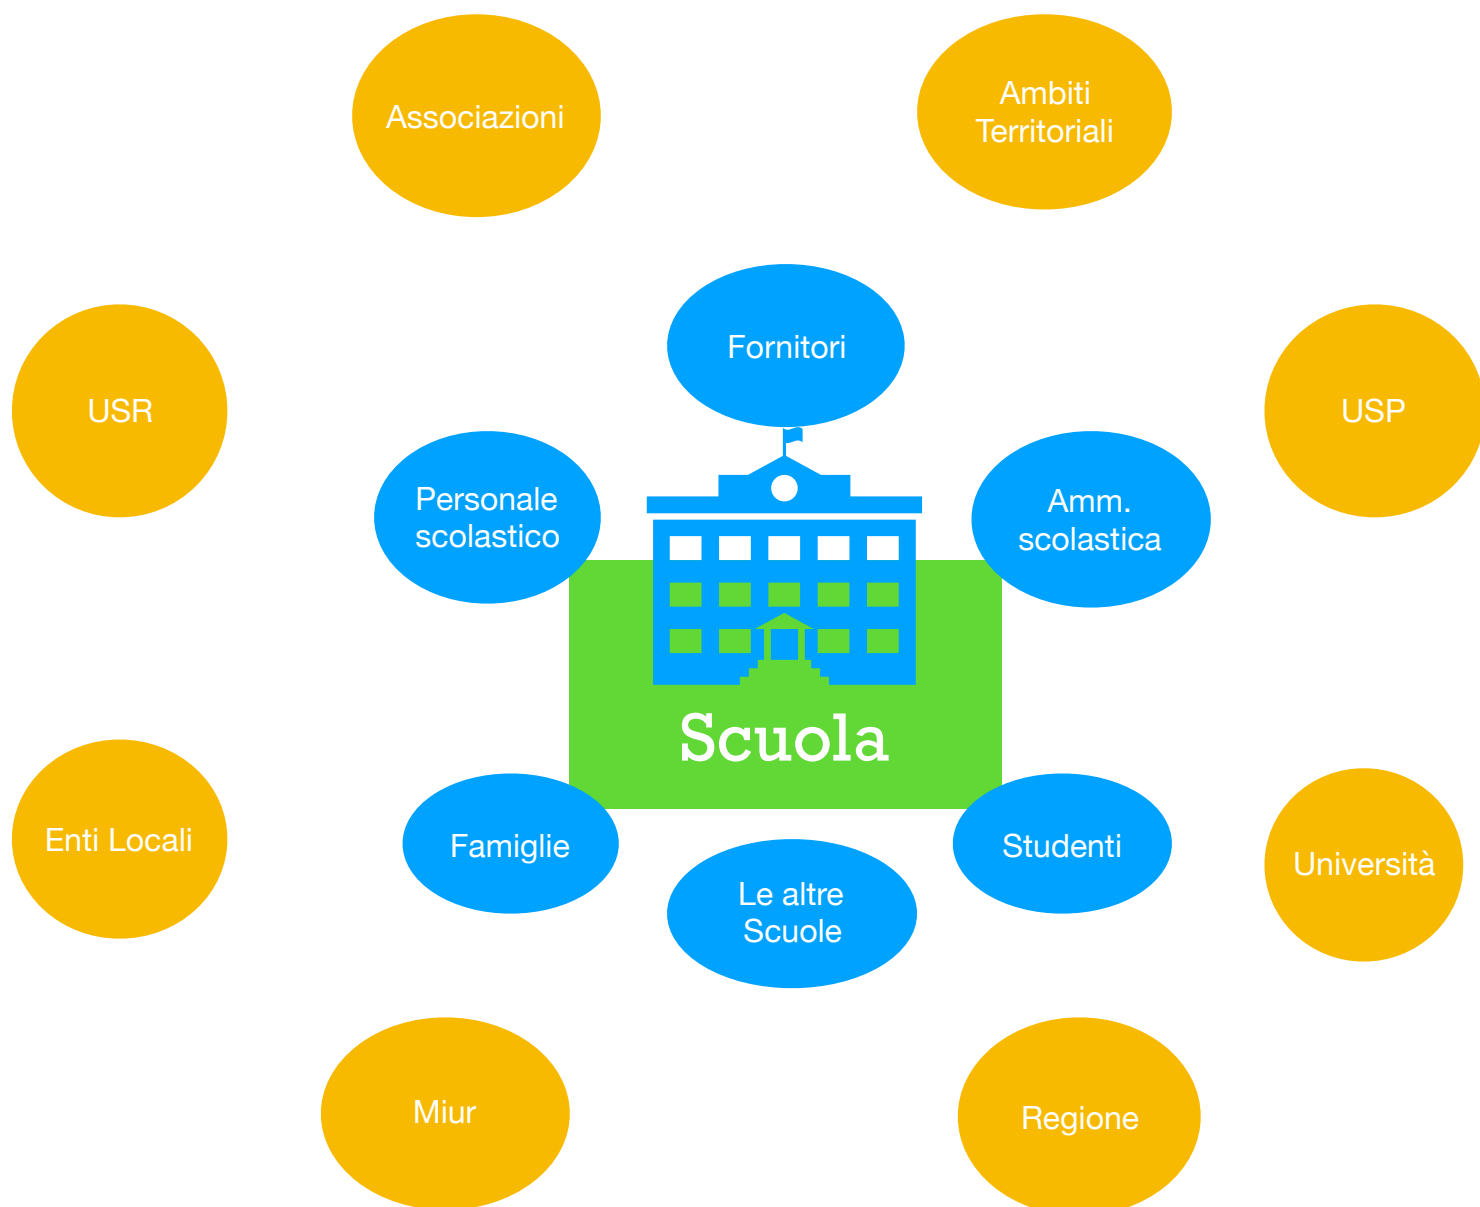 Associazioni
Ambiti
Territoriali
Fornitori
USR
USP
Personale
scolastico
Amm.
scolastica
Scuola
Enti Locali
Famiglie
Studenti
Università
Le altre
Scuole
Miur
Regione